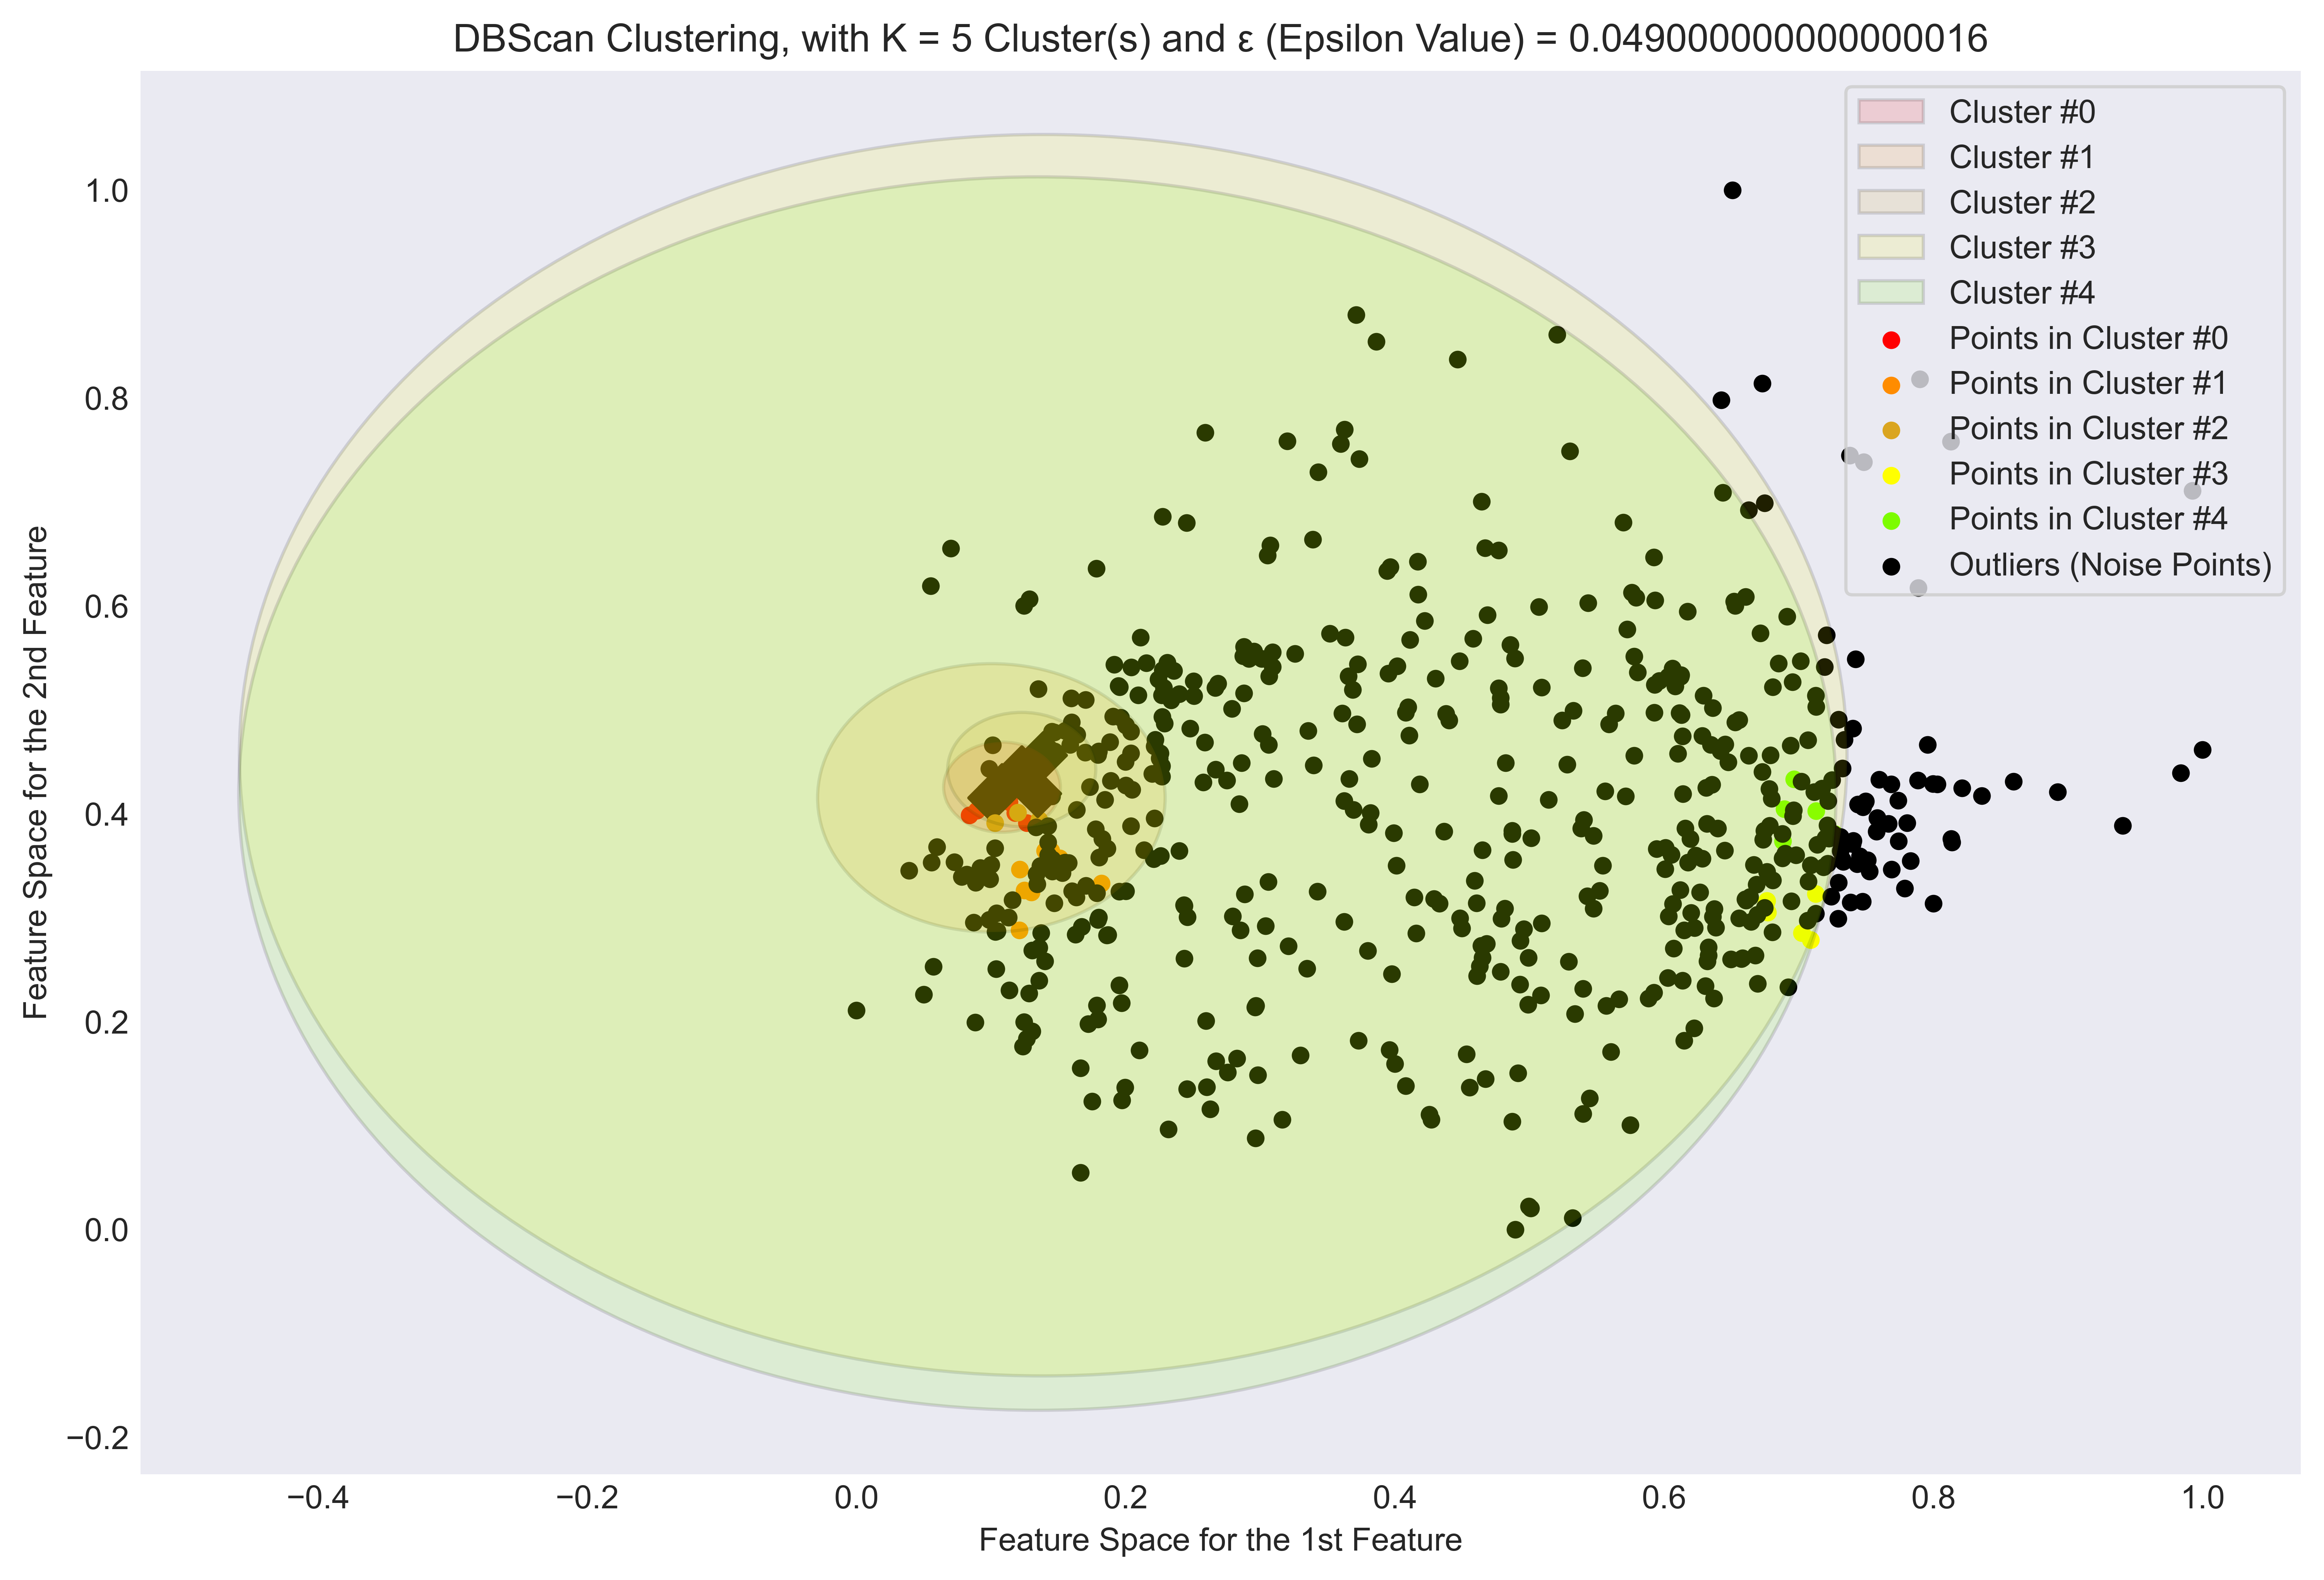 DBScan Clustering, with K = 5 Cluster(s) and ε (Epsilon Value) = 0.049000000000000016
Cluster #0
Cluster #1
Cluster #2
Cluster #3
Cluster #4
Points in Cluster #0
Points in Cluster #1
Points in Cluster #2
Points in Cluster #3
Points in Cluster #4
Outliers (Noise Points)
1.0
0.8
0.6
0.4
0.2
0.0
−0.2
Feature Space for the 2nd Feature
−0.4
−0.2
0.0
0.2
0.4
0.6
0.8
1.0
Feature Space for the 1st Feature